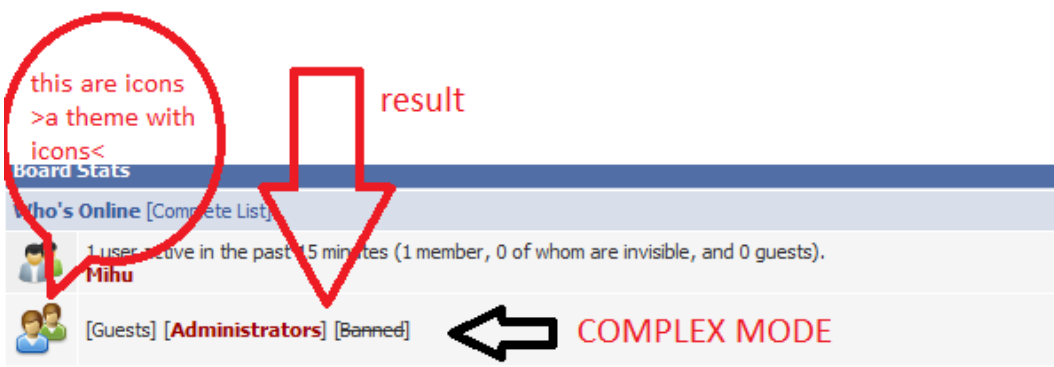 this are icons
>a theme with
icons<
result
Board Stats
Who's Online [Complete List]
1 user active in the past 15 minutes (1 member, 0 of whom are invisible, and 0 guests).
Mihu
[Guests] [Administrators] [Banned]
COMPLEX MODE